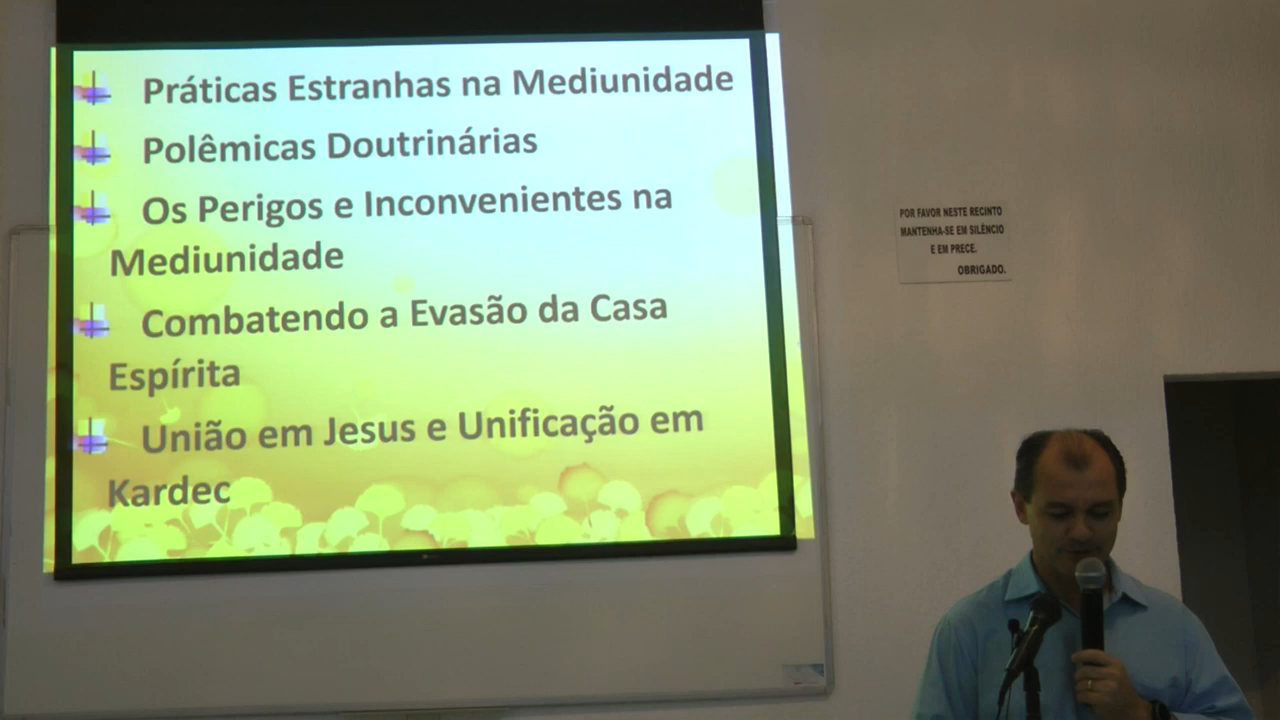 Práticas Estranhas na Mediunidade
Polêmicas Doutrinárias
Os Perigos e Inconvenientes na
Mediunidade
Combatendo a Evasão da Casa
Espírita
União em Jesus e Unificação em
Kardec
POR FAVOR NESTE RECINTO
MANTENHA-SE EM SILÊNCIO
E EM PRECE.
OBRIGADO.